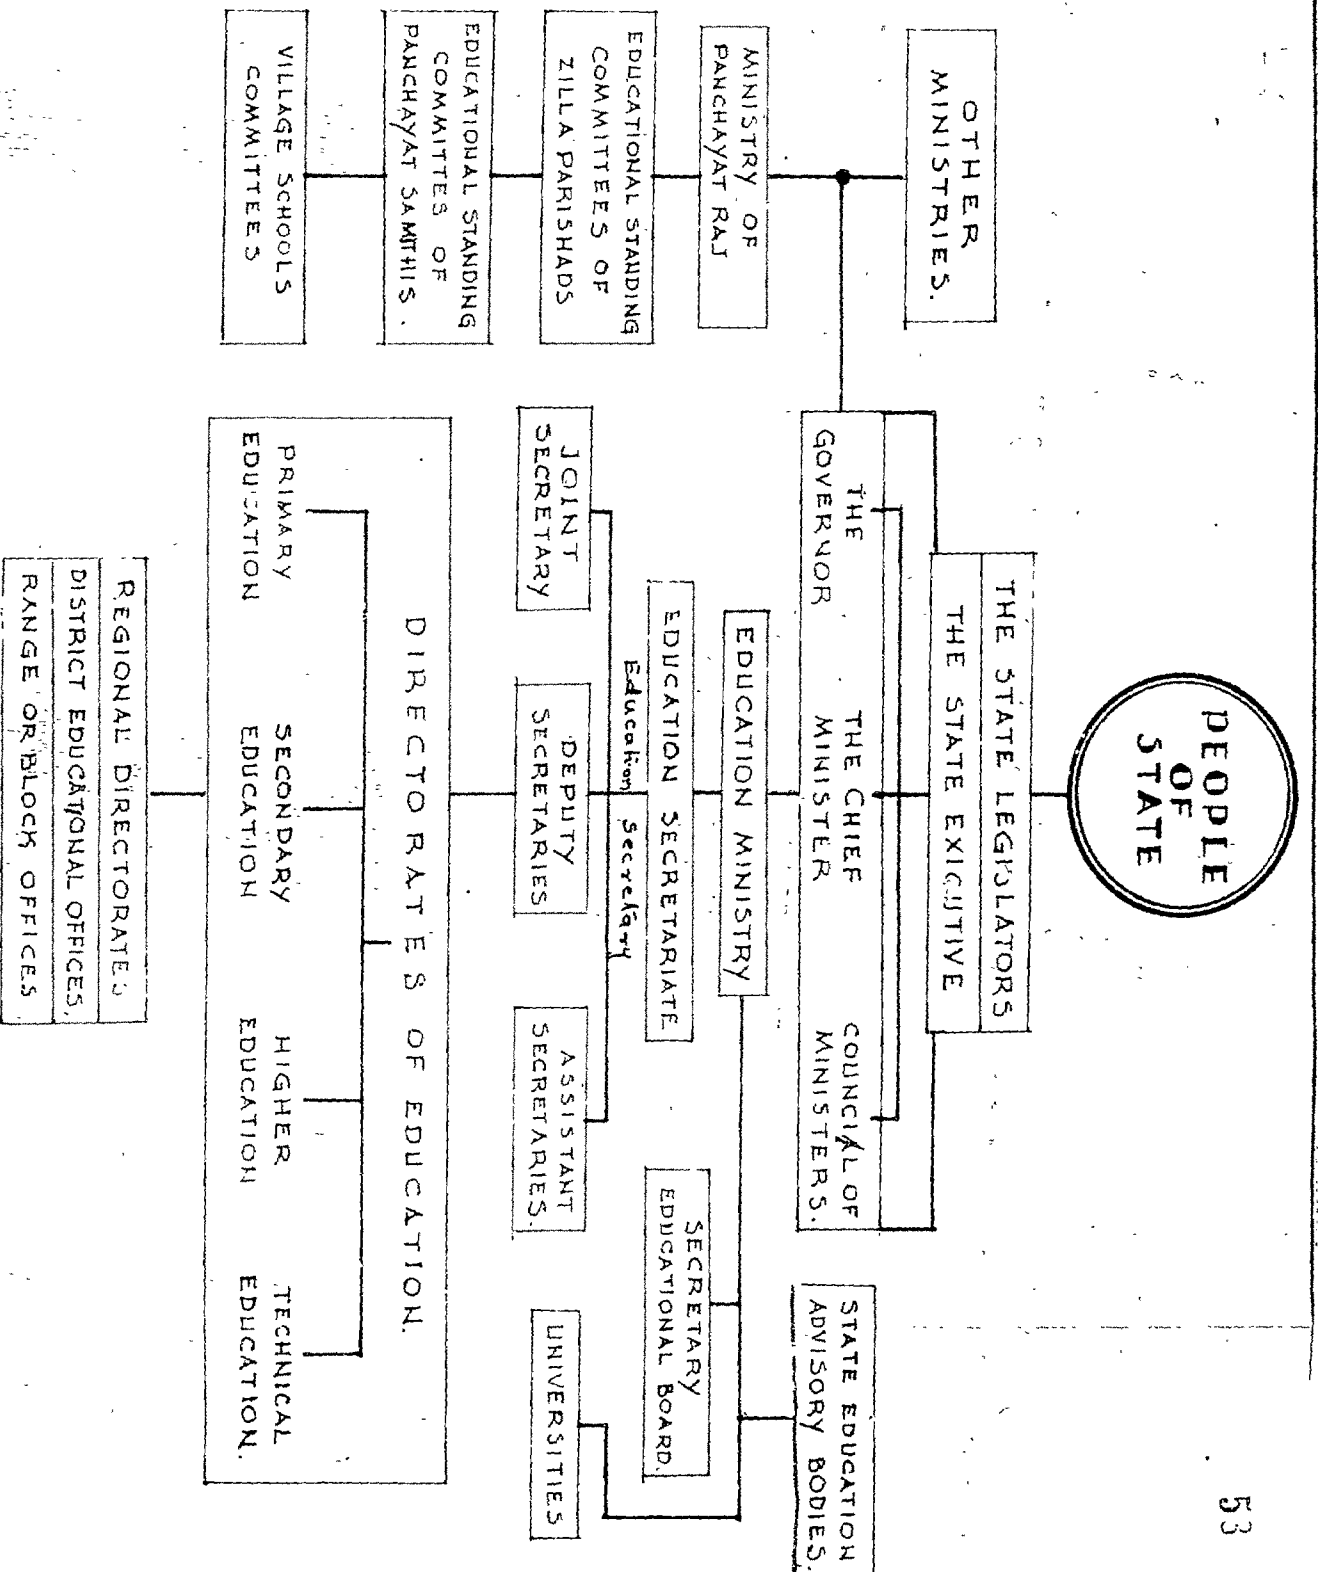 53
PEOPLE
OF
STATE
THE STATE LEGISLATORS
THE STATE EXICUTIVE
OTHER
MINISTRIES.
THE
GOVERNOR
THE CHIEF
MINISTER
COUNCIAL OF
MINISTERS.
STATE EDUCATION
ADVISORY BODIES.
MINISTRY OF
PANCHAYAT RAJ
EDUCATION MINISTRY
EDUCATIONAL STANDING
COMMITTEES OF
ZILLA PARISHADS
EDUCATION SECRETARIATE
SECRETARY
EDUCATIONAL BOARD.
Education Secretary
JOINT
SECRETARY
DEPUTY
SECRETARIES
ASSISTANT
SECRETARIES.
UNIVERSITIES
EDUCATIONAL STANDING
COMMITTES OF
PANCHAYAT SAMITHIS.
DIRECTORATES OF EDUCATION.
VILLAGE SCHOOLS
COMMITTEES
PRIMARY
EDUCATION
SECONDARY
EDUCATION
HIGHER
EDUCATION
TECHNICAL
EDUCATION.
REGIONAL DIRECTORATES
DISTRICT EDUCATIONAL OFFICES.
RANGE OR BLOCK OFFICES